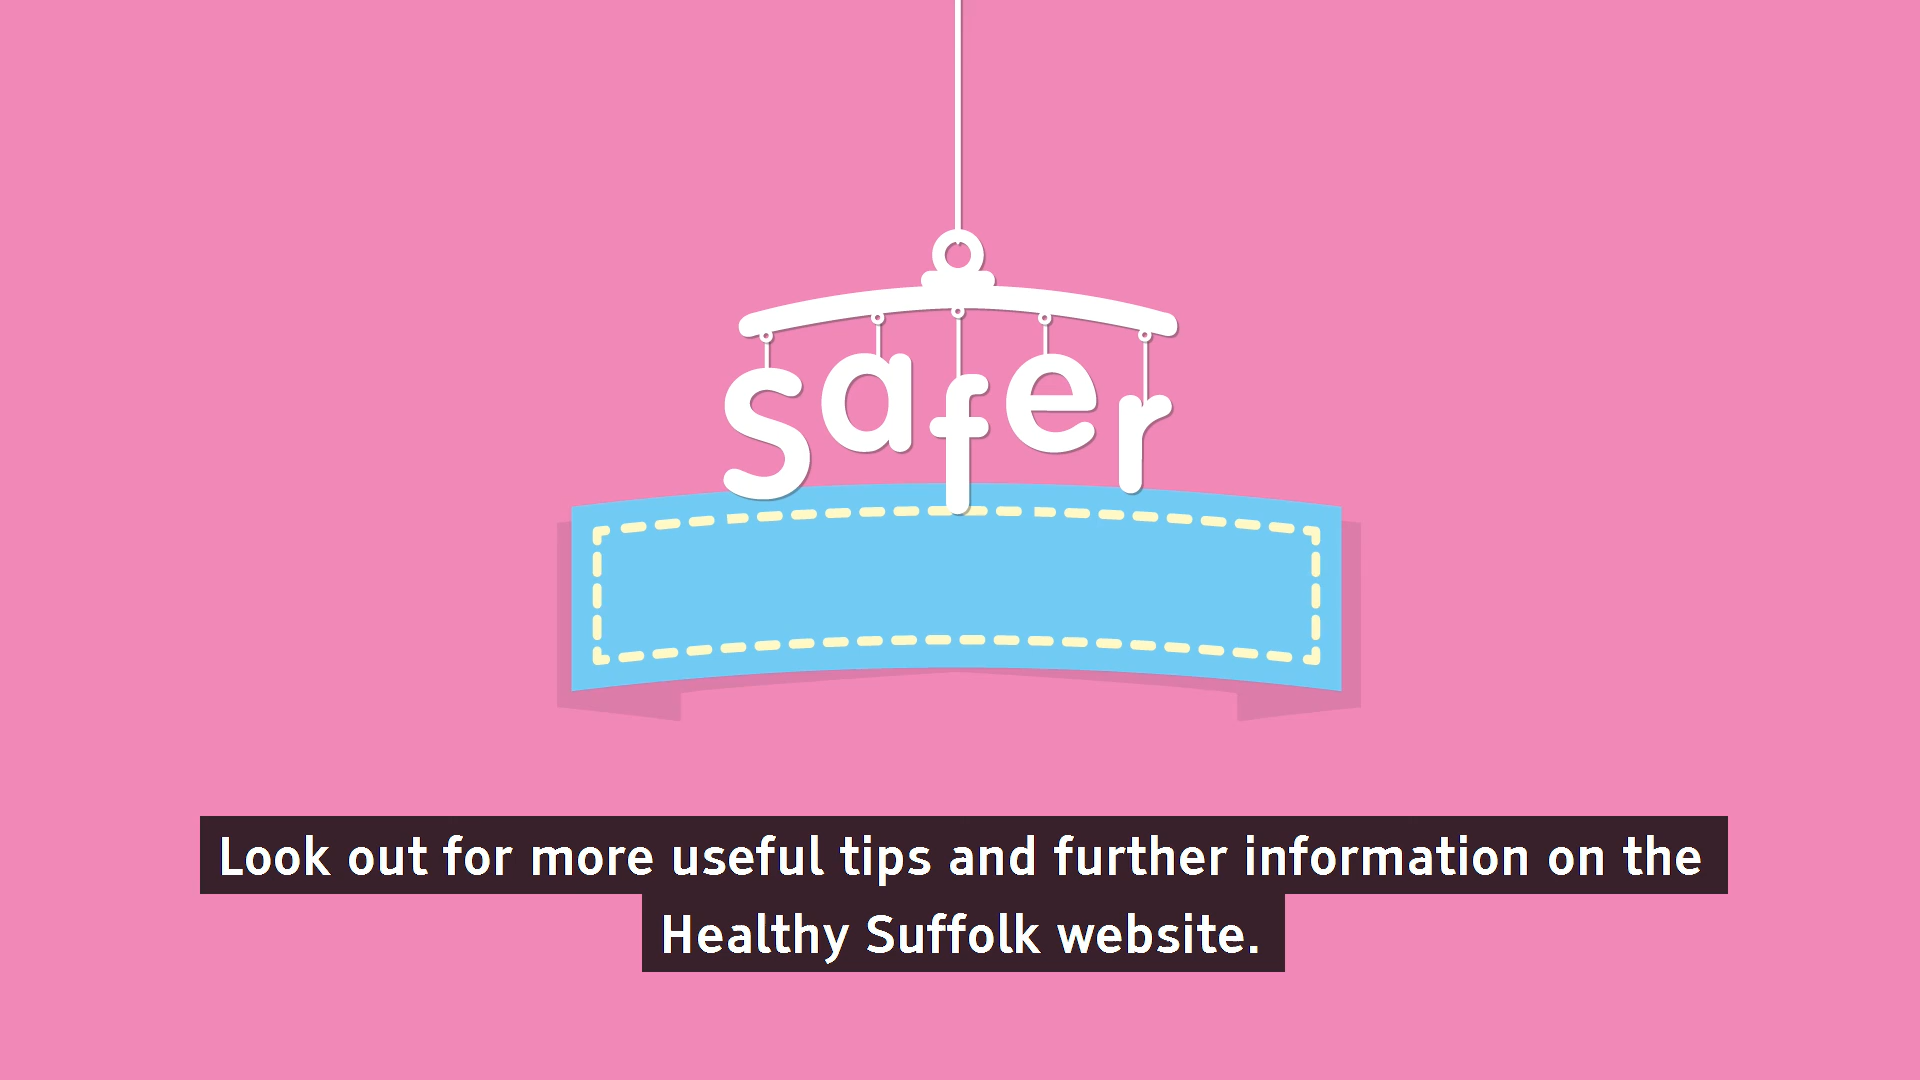 safer
Look out for more useful tips and further information on the
Healthy Suffolk website.